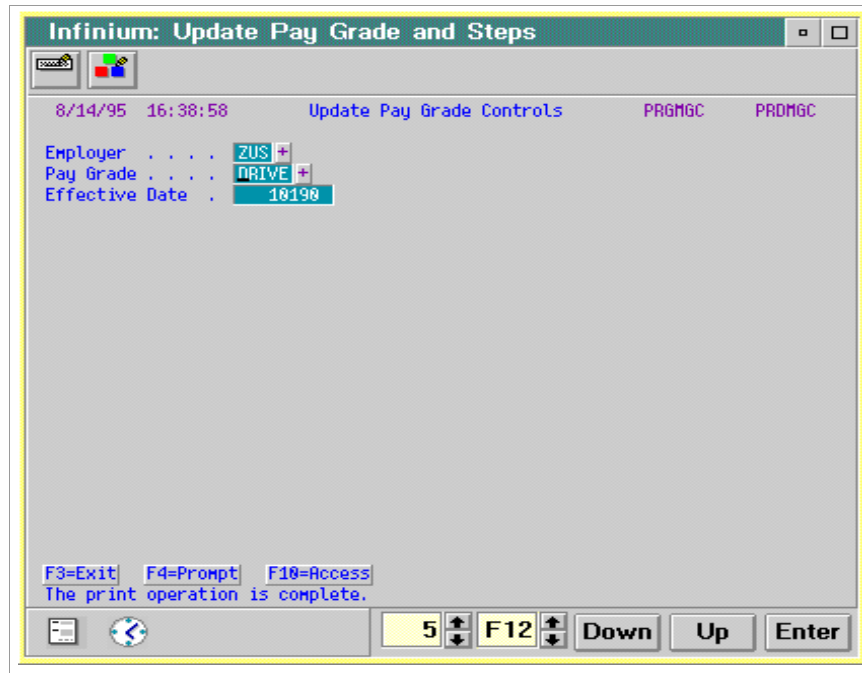 Infinium: Update Pay Grade and Steps
8/14/95 16:38:58 Update Pay Grade Controls PRGMGC PRDMGC
Employer . . . . ZUS +
Pay Grade . . . . DRIVE +
Effective Date . 10190
F3=Exit F4=Prompt F10=Access
The print operation is complete.
5 F12 Down Up Enter